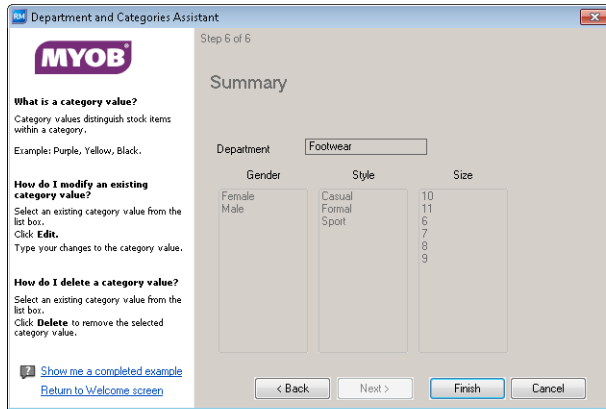 RM Department and Categories Assistant
MYOB
What is a category value?
Category values distinguish stock items
within a category.
Example: Purple, Yellow, Black.
How do I modify an existing
category value?
Select an existing category value from the
list box.
Click Edit.
Type your changes to the category value.
How do I delete a category value?
Select an existing category value from the
list box.
Click Delete to remove the selected
category value.
Show me a completed example
Return to Welcome screen
Step 6 of 6
Summary
Department Footwear
Gender Style Size
Female Casual 10
Male Formal 11
Sport 6
7
8
9
< Back Next > Finish Cancel